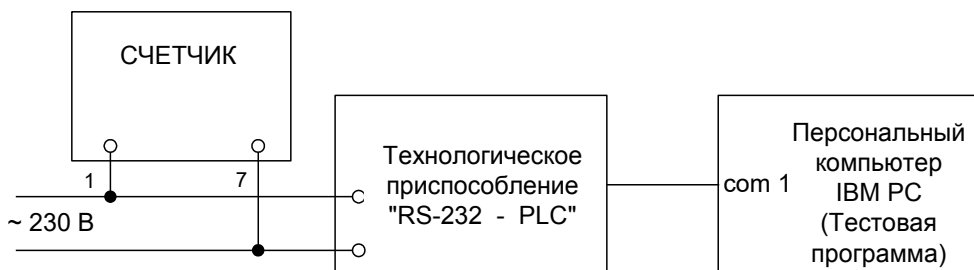 СЧЕТЧИК
1
7
~ 230 В
Технологическое
приспособление
"RS-232 - PLC"
com 1
Персональный
компьютер
IBM PC
(Тестовая
программа)